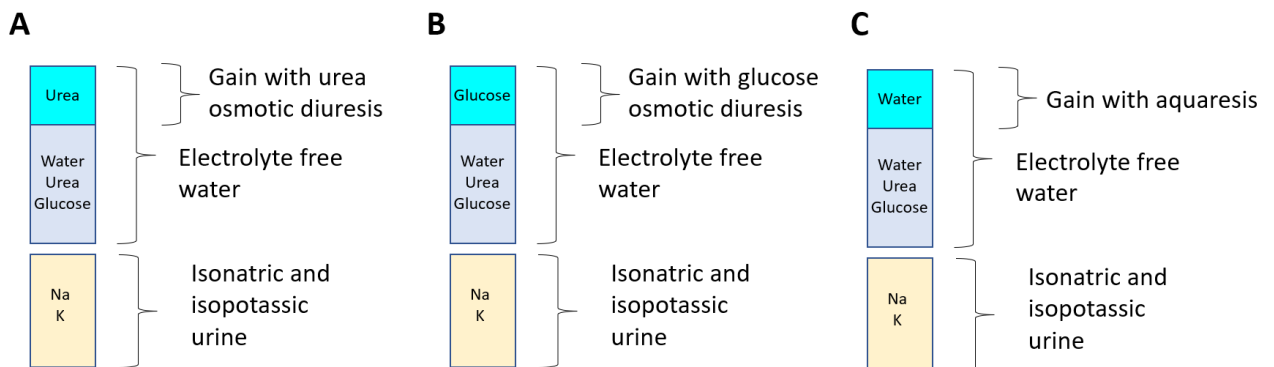 A
Urea
Gain with urea
osmotic diuresis
Water
Urea
Glucose
Electrolyte free
water
Na
K
Isonatric and
isopotassic
urine
B
Glucose
Gain with glucose
osmotic diuresis
Water
Urea
Glucose
Electrolyte free
water
Na
K
Isonatric and
isopotassic
urine
C
Water
Gain with aquaresis
Water
Urea
Glucose
Electrolyte free
water
Na
K
Isonatric and
isopotassic
urine